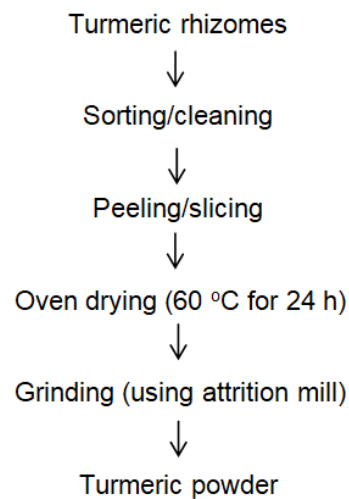 Turmeric rhizomes
Sorting/cleaning
Peeling/slicing
Oven drying (60 °C for 24 h)
Grinding (using attrition mill)
Turmeric powder